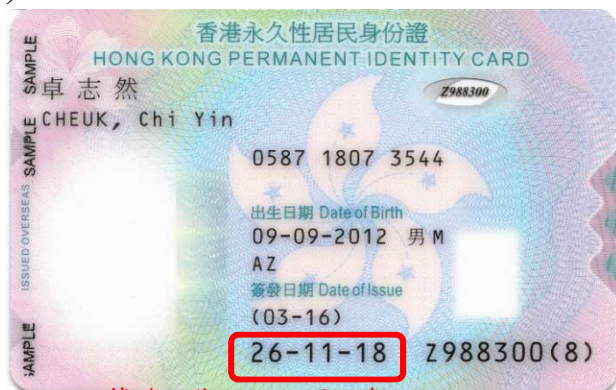 香港永久性居民身份證
HONG KONG PERMANENT IDENTITY CARD
卓志然
Z988300
CHEUK, Chi Yin
0587 1807 3544
出生日期 Date of Birth
09-09-2012 男 M
AZ
簽發日期 Date of Issue
(03-16)
26-11-18 Z988300(8)
ISSUED OVERSEAS SAMPLE SAMPLE
SAMPLE